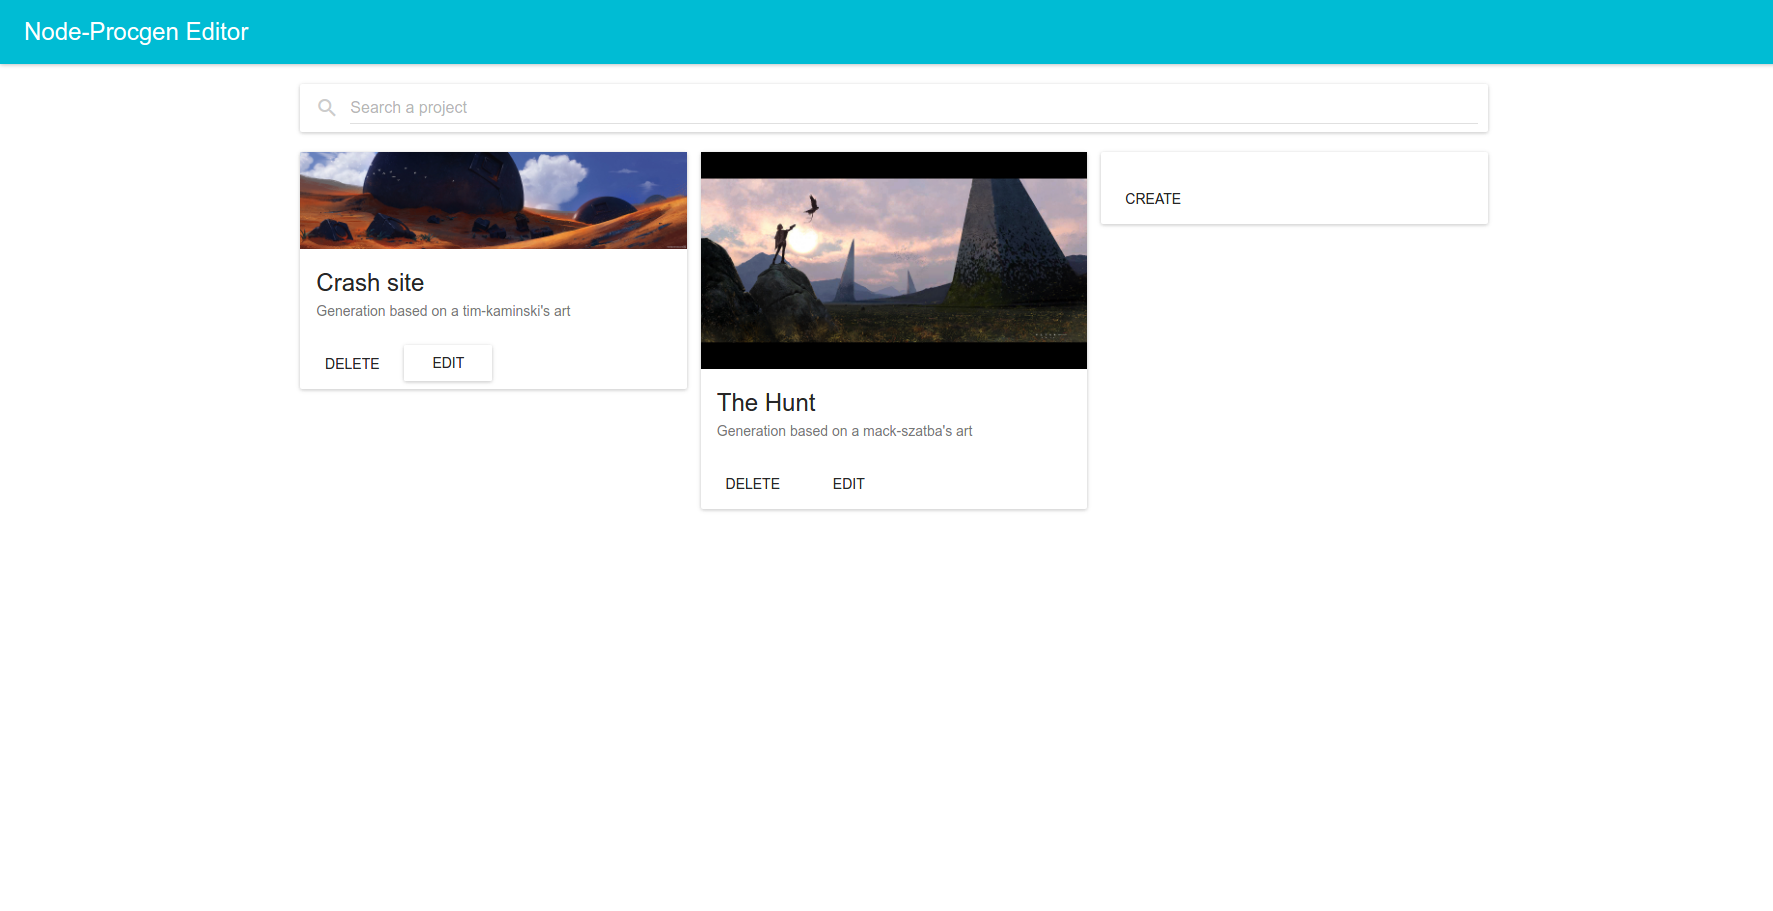 Node-Procgen Editor
Search a project
Crash site
Generation based on a tim-kaminski's art
DELETE EDIT
The Hunt
Generation based on a mack-szatba's art
DELETE EDIT
CREATE